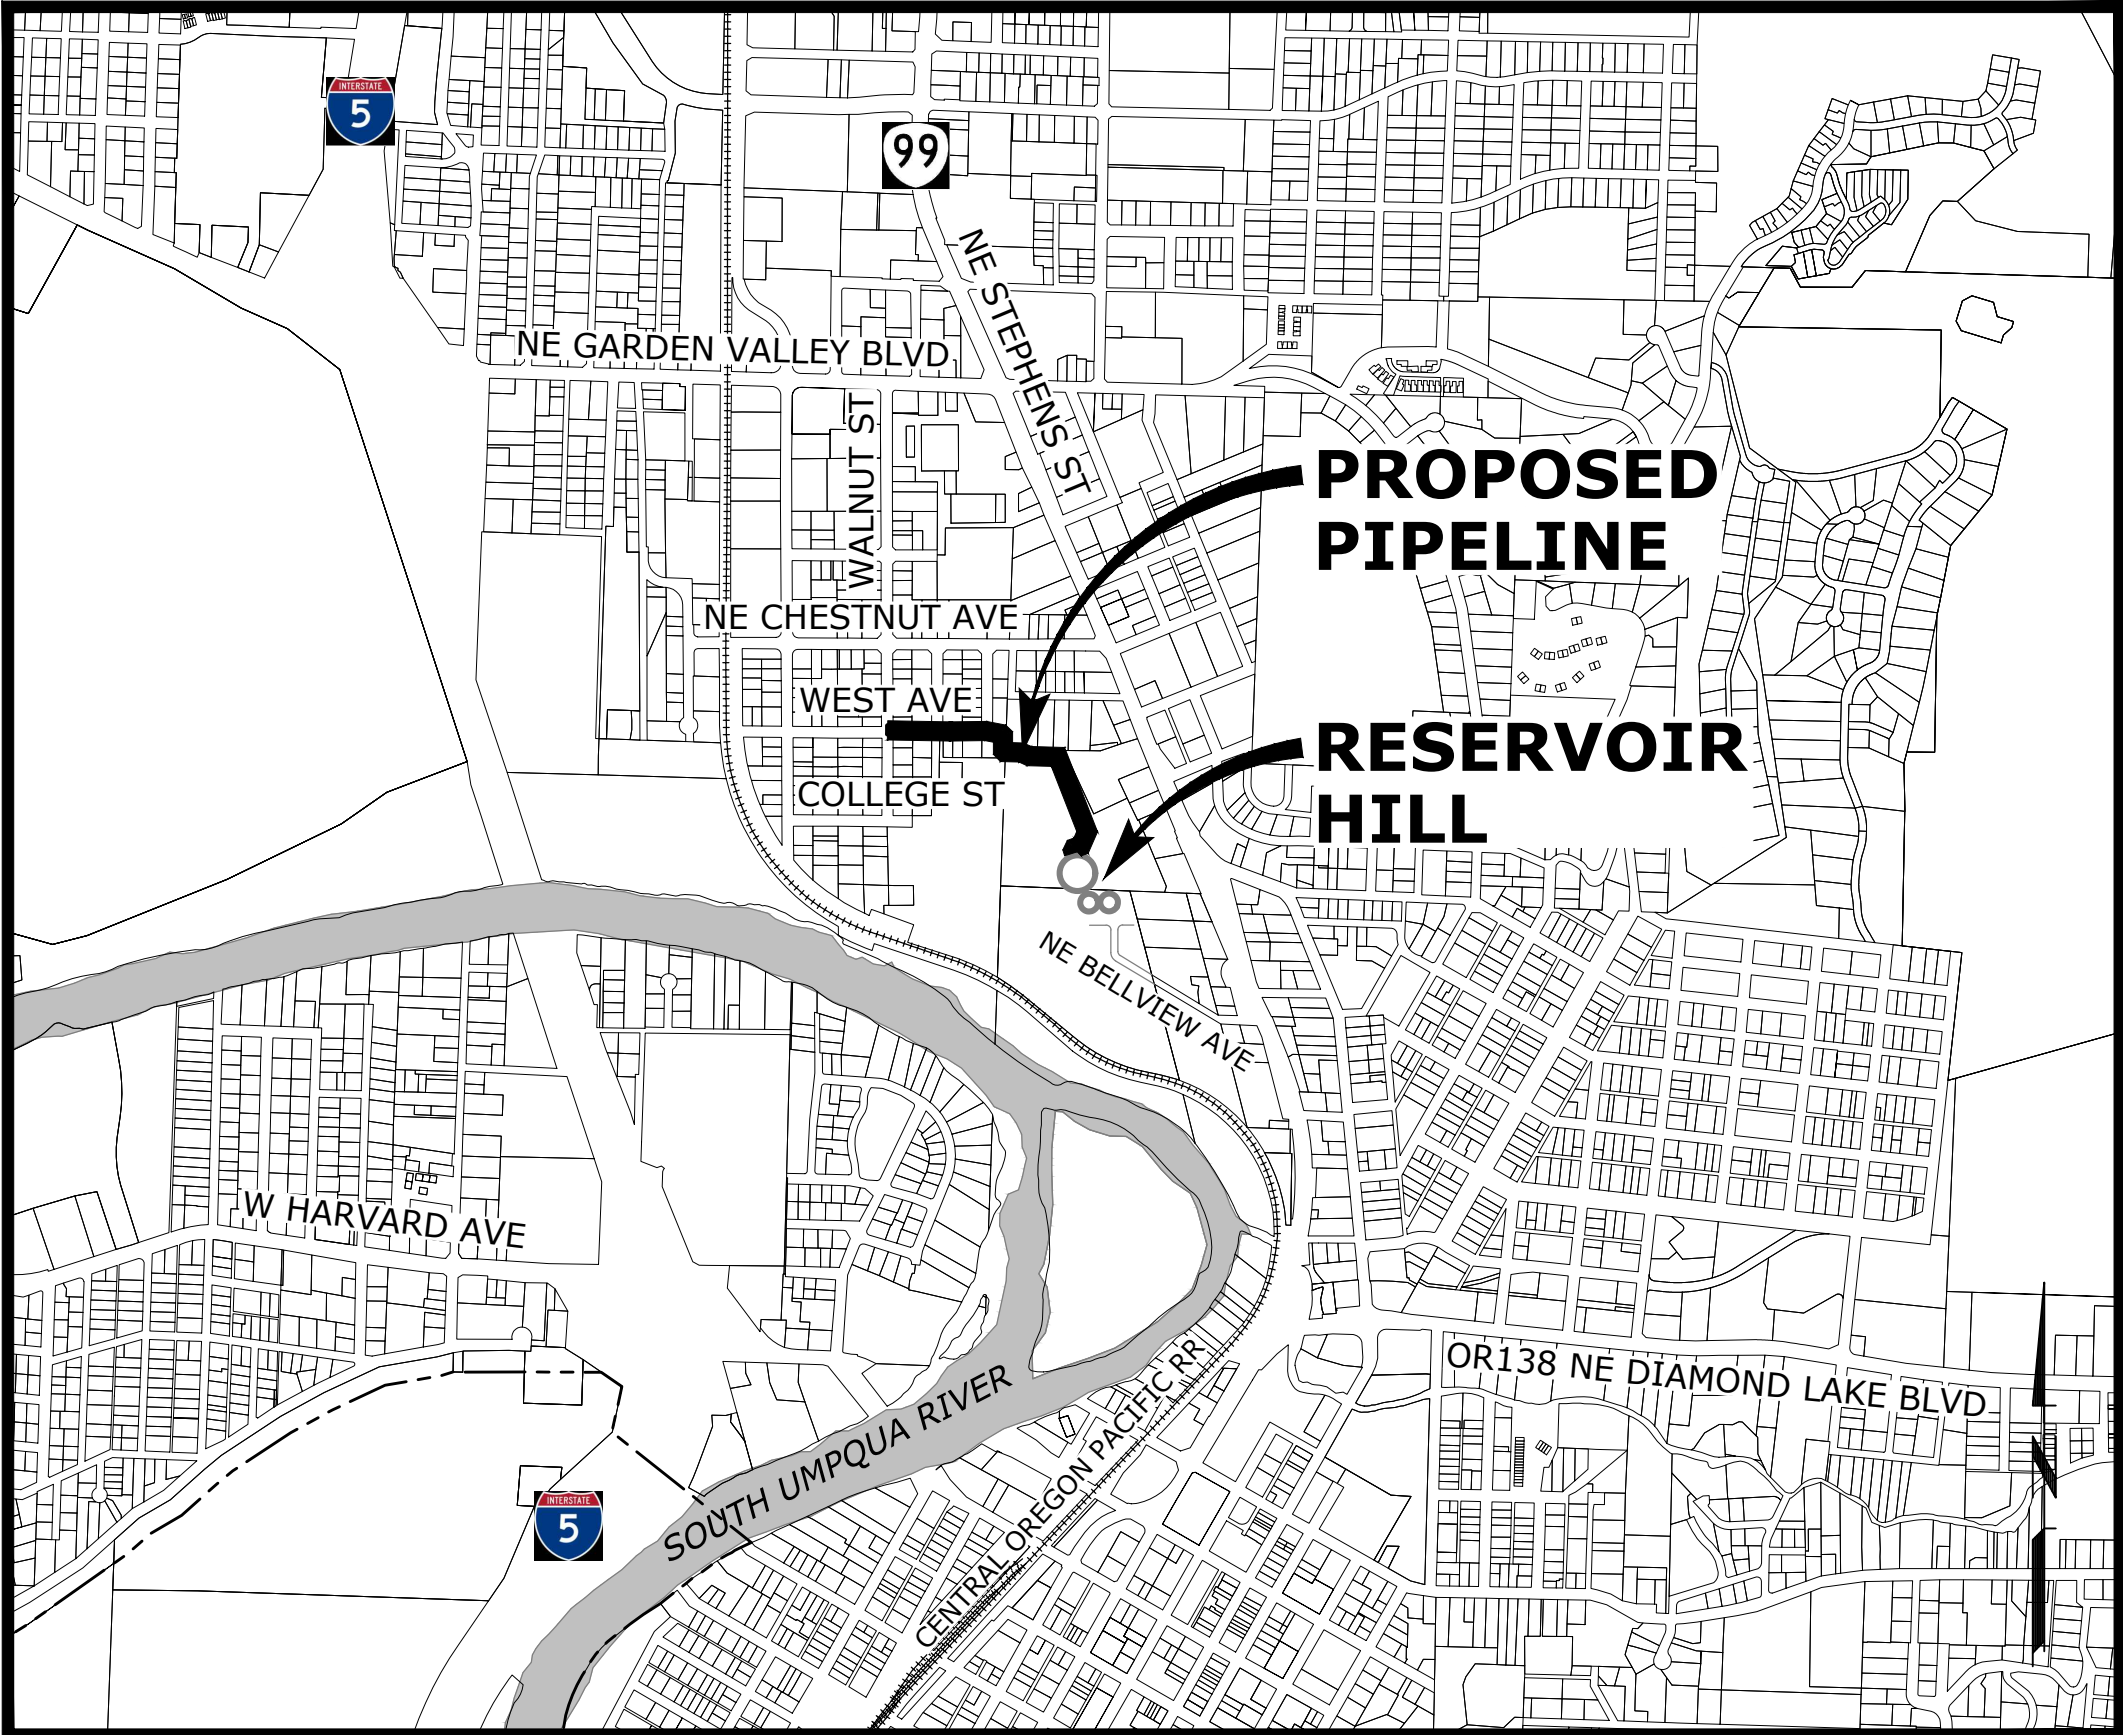 INTERSTATE
5
99
NE STEPHENS ST
NE GARDEN VALLEY BLVD
WALNUT ST
PROPOSED
PIPELINE
NE CHESTNUT AVE
WEST AVE
RESERVOIR
HILL
COLLEGE ST
NE BELLVIEW AVE
W HARVARD AVE
OR138 NE DIAMOND LAKE BLVD
SOUTH UMPQUA RIVER
CENTRAL OREGON PACIFIC RR
INTERSTATE
5
N